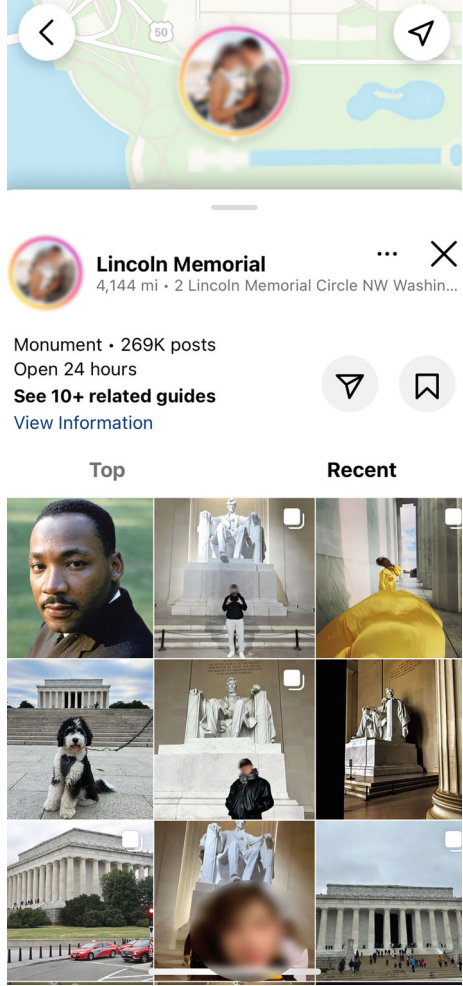 50
Lincoln Memorial
4,144 mi • 2 Lincoln Memorial Circle NW Washin...
Monument • 269K posts
Open 24 hours
See 10+ related guides
View Information
Top
Recent